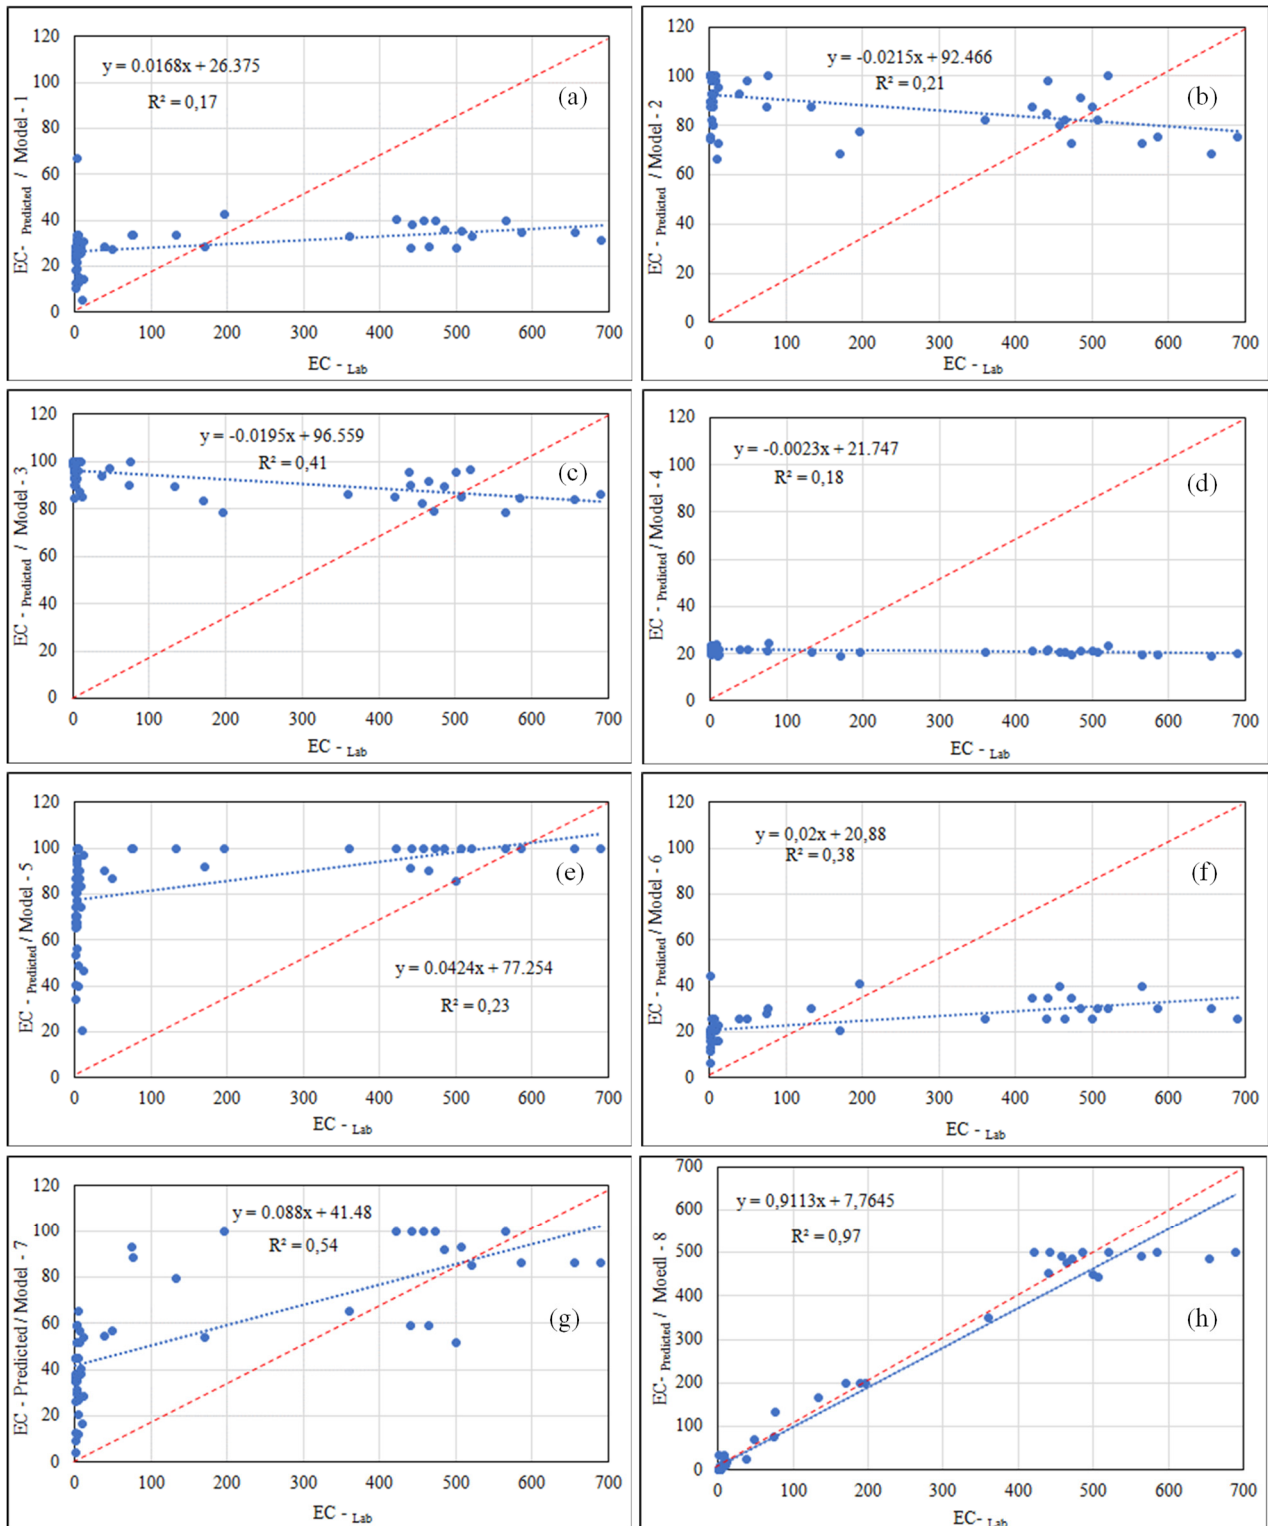 120
100
80
60
40
20
0
EC- Predicted / Model - 1
y = 0.0168x + 26.375
R² = 0,17
(a)
0 100 200 300 400 500 600 700
EC - Lab
120
100
80
60
40
20
0
EC - Predicted / Model - 2
y = -0.0215x + 92.466
R² = 0,21
(b)
0 100 200 300 400 500 600 700
EC - Lab
120
100
80
60
40
20
0
EC - Predicted / Model - 3
y = -0.0195x + 96.559
R² = 0,41
(c)
0 100 200 300 400 500 600 700
EC - Lab
120
100
80
60
40
20
0
EC - Predicted / Model - 4
y = -0.0023x + 21.747
R² = 0,18
(d)
0 100 200 300 400 500 600 700
EC - Lab
120
100
80
60
40
20
0
EC - Predicted / Model - 5
(e)
y = 0.0424x + 77.254
R² = 0,23
0 100 200 300 400 500 600 700
EC - Lab
120
100
80
60
40
20
0
EC - Predicted / Model - 6
y = 0,02x + 20,88
R² = 0,38
(f)
0 100 200 300 400 500 600 700
EC - Lab
120
100
80
60
40
20
0
EC - Predicted / Model - 7
y = 0.088x + 41.48
R² = 0,54
(g)
0 100 200 300 400 500 600 700
EC - Lab
700
600
500
400
300
200
100
0
EC- Predicted / Moedl - 8
y = 0,9113x + 7,7645
R² = 0,97
(h)
0 100 200 300 400 500 600 700
EC- Lab